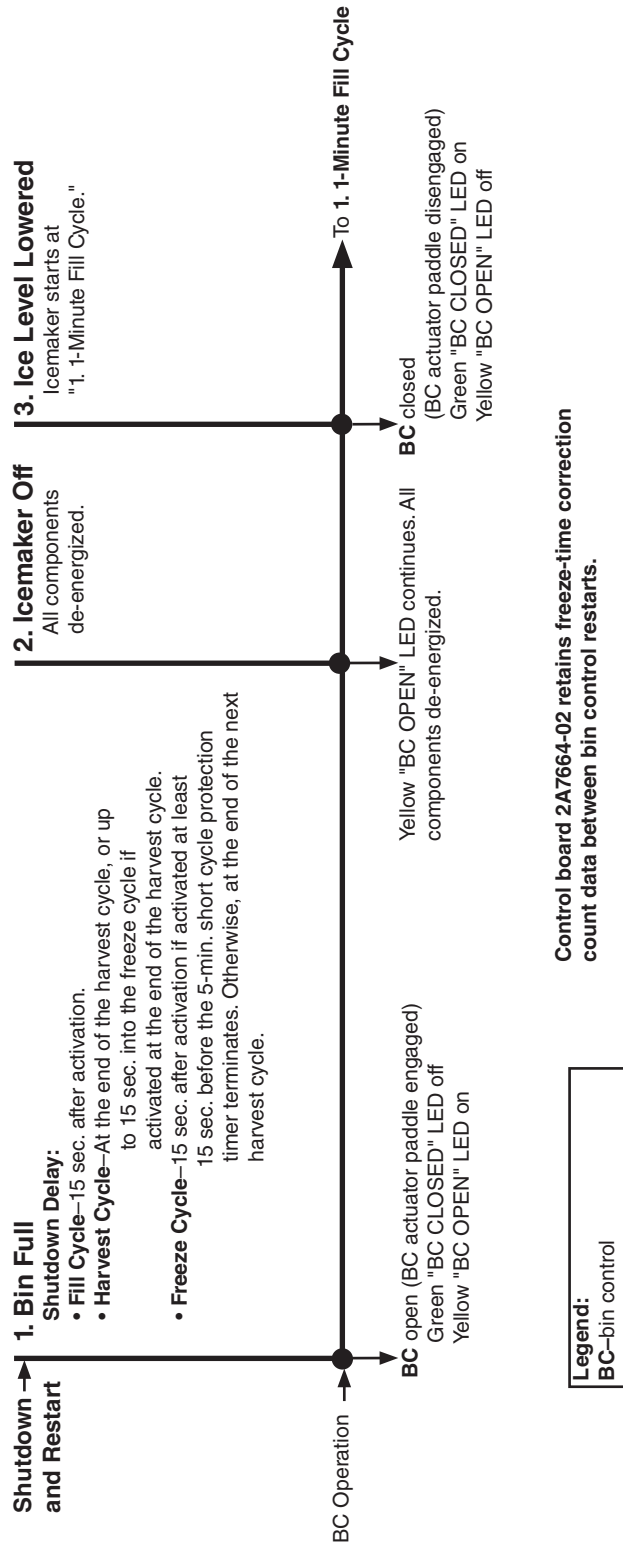 Shutdown
and Restart
1. Bin Full
Shutdown Delay:
• Fill Cycle–15 sec. after activation.
• Harvest Cycle–At the end of the harvest cycle, or up
to 15 sec. into the freeze cycle if
activated at the end of the harvest cycle.
• Freeze Cycle–15 sec. after activation if activated at least
15 sec. before the 5-min. short cycle protection
timer terminates. Otherwise, at the end of the next
harvest cycle.
2. Icemaker Off
All components
de-energized.
3. Ice Level Lowered
Icemaker starts at
"1. 1-Minute Fill Cycle."
BC Operation
To 1. 1-Minute Fill Cycle
BC open (BC actuator paddle engaged)
Green "BC CLOSED" LED off
Yellow "BC OPEN" LED on
Yellow "BC OPEN" LED continues. All
components de-energized.
BC closed
(BC actuator paddle disengaged)
Green "BC CLOSED" LED on
Yellow "BC OPEN" LED off
Legend:
BC–bin control
Control board 2A7664-02 retains freeze-time correction
count data between bin control restarts.